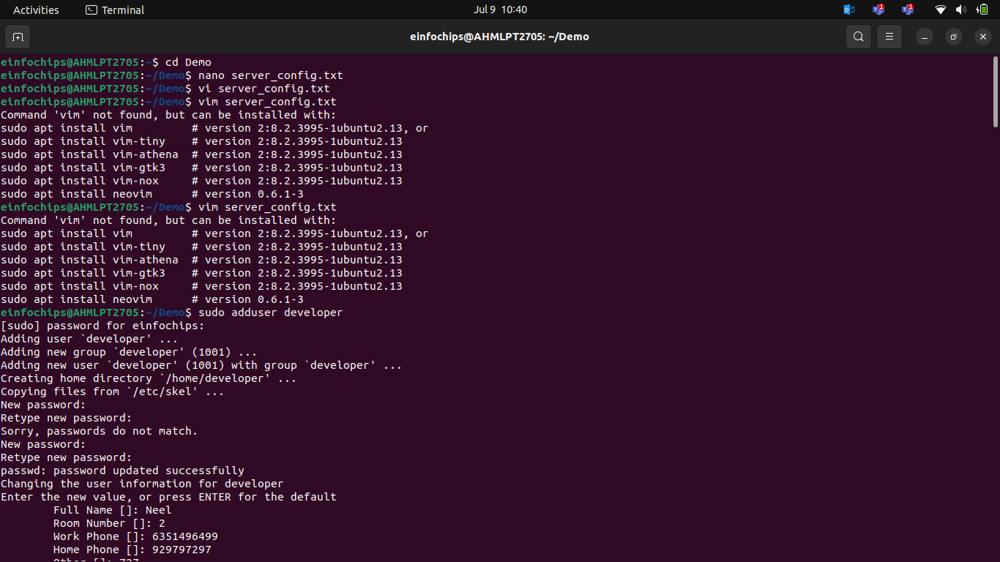 Activities Terminal Jul 9 10:40 1 1
einfochips@AHMLPT2705: ~/Demo
einfochips@AHMLPT2705:~$ cd Demo
einfochips@AHMLPT2705:~/Demo$ nano server_config.txt
einfochips@AHMLPT2705:~/Demo$ vi server_config.txt
einfochips@AHMLPT2705:~/Demo$ vim server_config.txt
Command 'vim' not found, but can be installed with:
sudo apt install vim         # version 2:8.2.3995-1ubuntu2.13, or
sudo apt install vim-tiny    # version 2:8.2.3995-1ubuntu2.13
sudo apt install vim-athena  # version 2:8.2.3995-1ubuntu2.13
sudo apt install vim-gtk3    # version 2:8.2.3995-1ubuntu2.13
sudo apt install vim-nox     # version 2:8.2.3995-1ubuntu2.13
sudo apt install neovim      # version 0.6.1-3
einfochips@AHMLPT2705:~/Demo$ vim server_config.txt
Command 'vim' not found, but can be installed with:
sudo apt install vim         # version 2:8.2.3995-1ubuntu2.13, or
sudo apt install vim-tiny    # version 2:8.2.3995-1ubuntu2.13
sudo apt install vim-athena  # version 2:8.2.3995-1ubuntu2.13
sudo apt install vim-gtk3    # version 2:8.2.3995-1ubuntu2.13
sudo apt install vim-nox     # version 2:8.2.3995-1ubuntu2.13
sudo apt install neovim      # version 0.6.1-3
einfochips@AHMLPT2705:~/Demo$ sudo adduser developer
[sudo] password for einfochips:
Adding user `developer' ...
Adding new group `developer' (1001) ...
Adding new user `developer' (1001) with group `developer' ...
Creating home directory `/home/developer' ...
Copying files from `/etc/skel' ...
New password:
Retype new password:
Sorry, passwords do not match.
New password:
Retype new password:
passwd: password updated successfully
Changing the user information for developer
Enter the new value, or press ENTER for the default
        Full Name []: Neel
        Room Number []: 2
        Work Phone []: 6351496499
        Home Phone []: 929797297
        Other []: